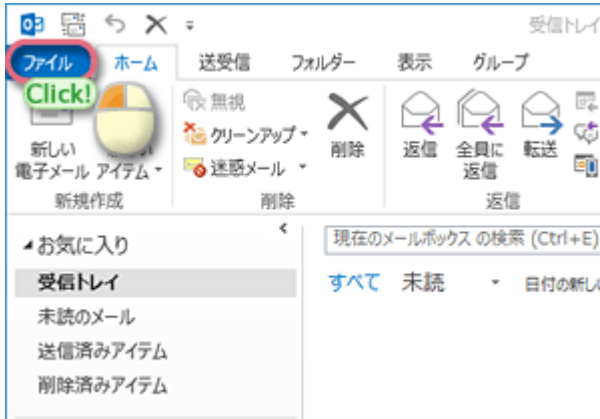 受信トレイ
ファイル ホーム 送受信 フォルダー 表示 グループ
Click!
無視
クリーンアップ
迷惑メール
新しい
電子メール
アイテム
削除
返信
全員に
返信
転送
新規作成 削除 返信
お気に入り
現在のメールボックス の検索 (Ctrl+E)
受信トレイ
すべて 未読 日付の新し
未読のメール
送信済みアイテム
削除済みアイテム